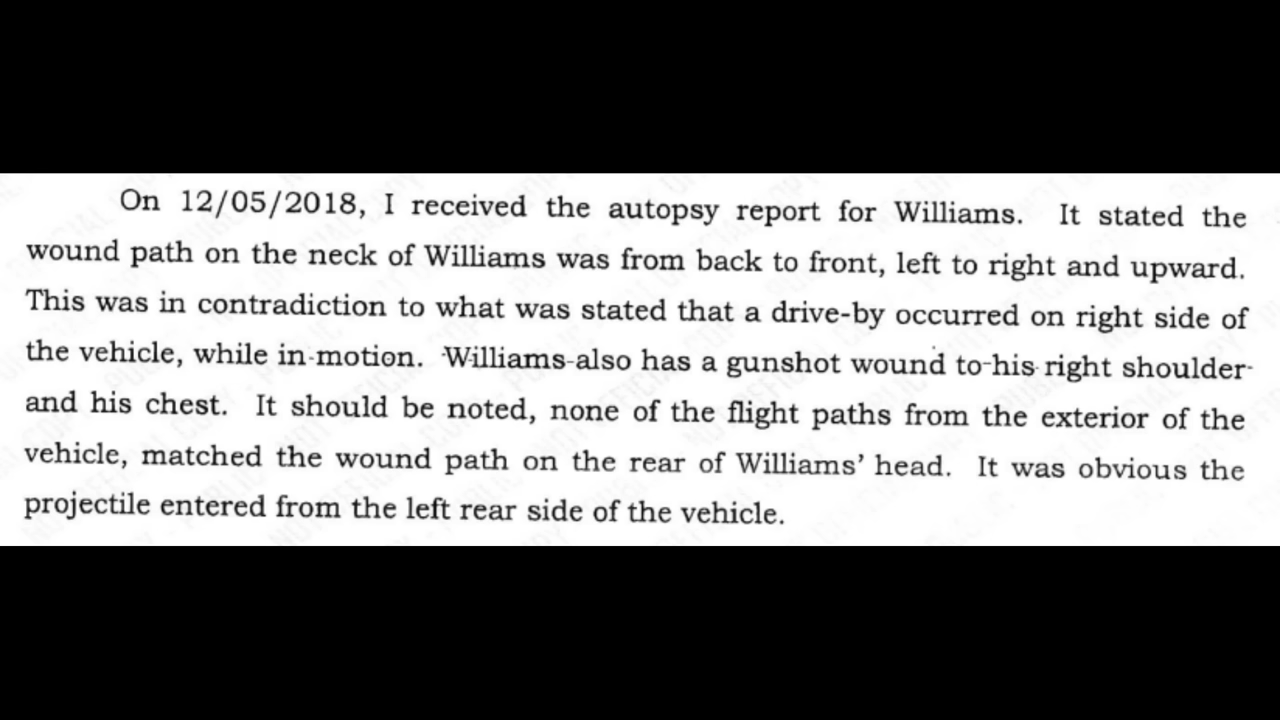 On 12/05/2018, I received the autopsy report for Williams. It stated the
wound path on the neck of Williams was from back to front, left to right and upward.
This was in contradiction to what was stated that a drive-by occurred on right side of
the vehicle, while in motion. Williams also has a gunshot wound to his right shoulder
and his chest. It should be noted, none of the flight paths from the exterior of the
vehicle, matched the wound path on the rear of Williams' head. It was obvious the
projectile entered from the left rear side of the vehicle.